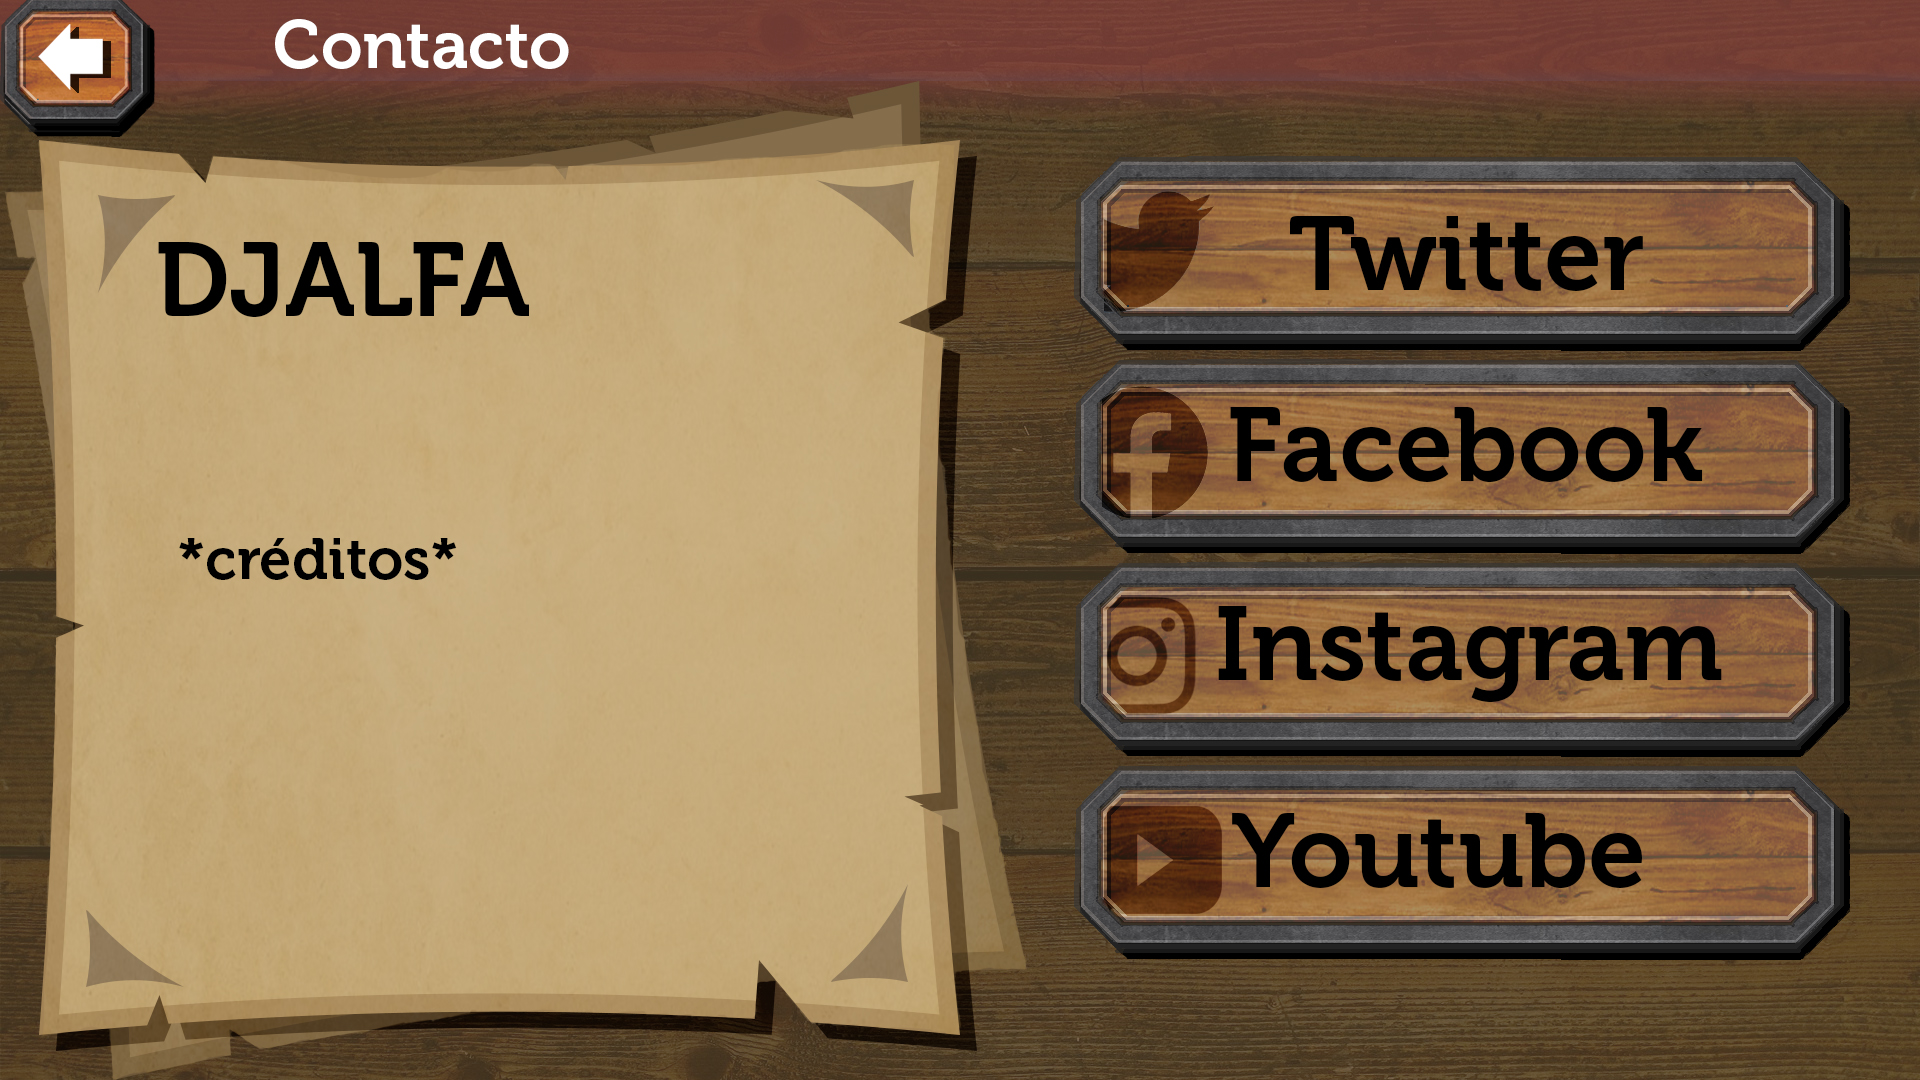 Contacto
DJALFA
*créditos*
Twitter
Facebook
Instagram
Youtube